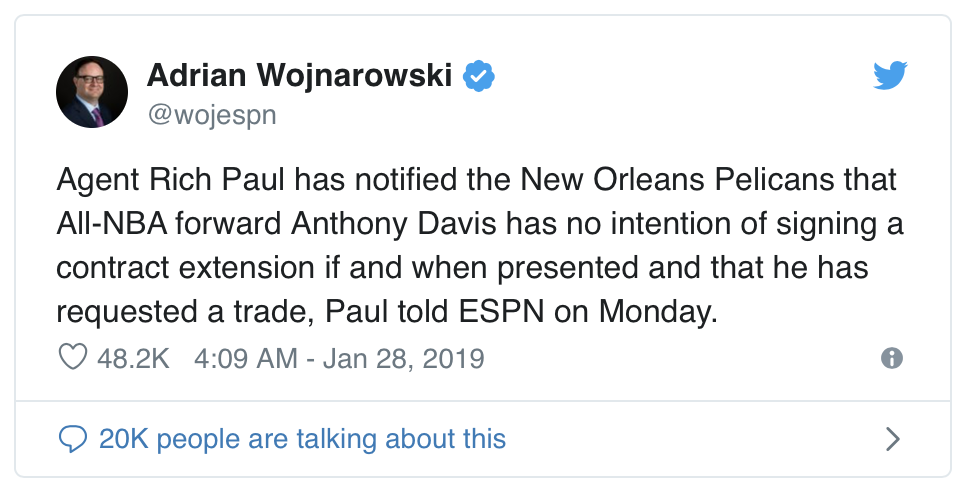 Adrian Wojnarowski
@wojespn
Agent Rich Paul has notified the New Orleans Pelicans that
All-NBA forward Anthony Davis has no intention of signing a
contract extension if and when presented and that he has
requested a trade, Paul told ESPN on Monday.
48.2K 4:09 AM - Jan 28, 2019
20K people are talking about this